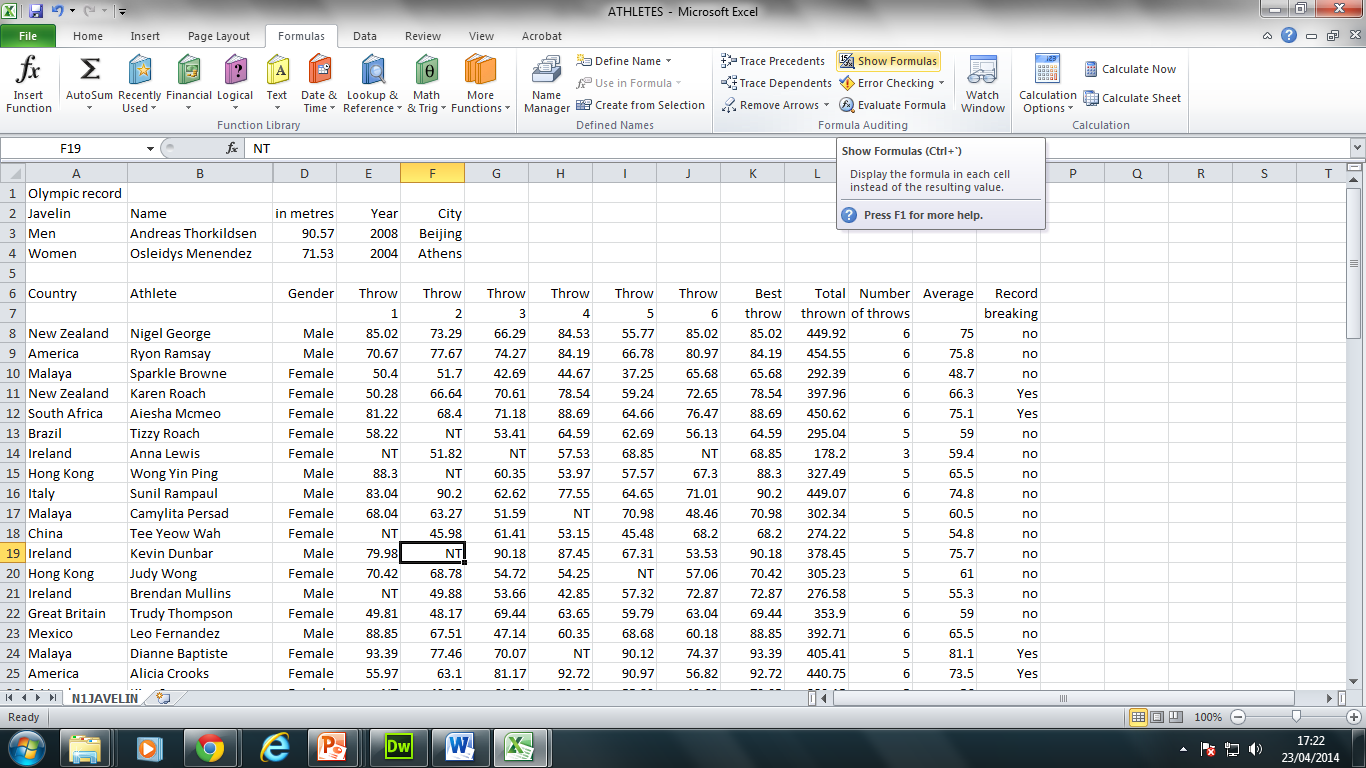 ATHLETES - Microsoft Excel
File Home Insert Page Layout Formulas Data Review View Acrobat
Insert Function
AutoSum
Recently Used
Financial
Logical
Text
Date & Time
Lookup & Reference
Math & Trig
More Functions
Function Library
Name Manager
Define Name
Use in Formula
Create from Selection
Defined Names
Trace Precedents
Trace Dependents
Remove Arrows
Show Formulas
Error Checking
Evaluate Formula
Formula Auditing
Watch Window
Calculation Options
Calculate Now
Calculate Sheet
Calculation
F19 fx NT
Show Formulas (Ctrl+`)
Display the formula in each cell
instead of the resulting value.
Press F1 for more help.
A B D E F G H I J K L P Q R S T
1 Olympic record
2 Javelin Name in metres Year City
3 Men Andreas Thorkildsen 90.57 2008 Beijing
4 Women Osleidys Menendez 71.53 2004 Athens
5
6 Country Athlete Gender Throw Throw Throw Throw Throw Throw Best Total Number Average Record
7 1 2 3 4 5 6 throw thrown of throws breaking
8 New Zealand Nigel George Male 85.02 73.29 66.29 84.53 55.77 85.02 85.02 449.92 6 75 no
9 America Ryon Ramsay Male 70.67 77.67 74.27 84.19 66.78 80.97 84.19 454.55 6 75.8 no
10 Malaya Sparkle Browne Female 50.4 51.7 42.69 44.67 37.25 65.68 65.68 292.39 6 48.7 no
11 New Zealand Karen Roach Female 50.28 66.64 70.61 78.54 59.24 72.65 78.54 397.96 6 66.3 Yes
12 South Africa Aiesha Mcmeo Female 81.22 68.4 71.18 88.69 64.66 76.47 88.69 450.62 6 75.1 Yes
13 Brazil Tizzy Roach Female 58.22 NT 53.41 64.59 62.69 56.13 64.59 295.04 5 59 no
14 Ireland Anna Lewis Female NT 51.82 NT 57.53 68.85 NT 68.85 178.2 3 59.4 no
15 Hong Kong Wong Yin Ping Male 88.3 NT 60.35 53.97 57.57 67.3 88.3 327.49 5 65.5 no
16 Italy Sunil Rampaul Male 83.04 90.2 62.62 77.55 64.65 71.01 90.2 449.07 6 74.8 no
17 Malaya Camylita Persad Female 68.04 63.27 51.59 NT 70.98 48.46 70.98 302.34 5 60.5 no
18 China Tee Yeow Wah Female NT 45.98 61.41 53.15 45.48 68.2 68.2 274.22 5 54.8 no
19 Ireland Kevin Dunbar Male 79.98 NT 90.18 87.45 67.31 53.53 90.18 378.45 5 75.7 no
20 Hong Kong Judy Wong Female 70.42 68.78 54.72 54.25 NT 57.06 70.42 305.23 5 61 no
21 Ireland Brendan Mullins Male NT 49.88 53.66 42.85 57.32 72.87 72.87 276.58 5 55.3 no
22 Great Britain Trudy Thompson Female 49.81 48.17 69.44 63.65 59.79 63.04 69.44 353.9 6 59 no
23 Mexico Leo Fernandez Male 88.85 67.51 47.14 60.35 68.68 60.18 88.85 392.71 6 65.5 no
24 Malaya Dianne Baptiste Female 93.39 77.46 70.07 NT 90.12 74.37 93.39 405.41 5 81.1 Yes
25 America Alicia Crooks Female 55.97 63.1 81.17 92.72 90.97 56.82 92.72 440.75 6 73.5 Yes
N1JAVELIN
Ready 100%
17:22
23/04/2014